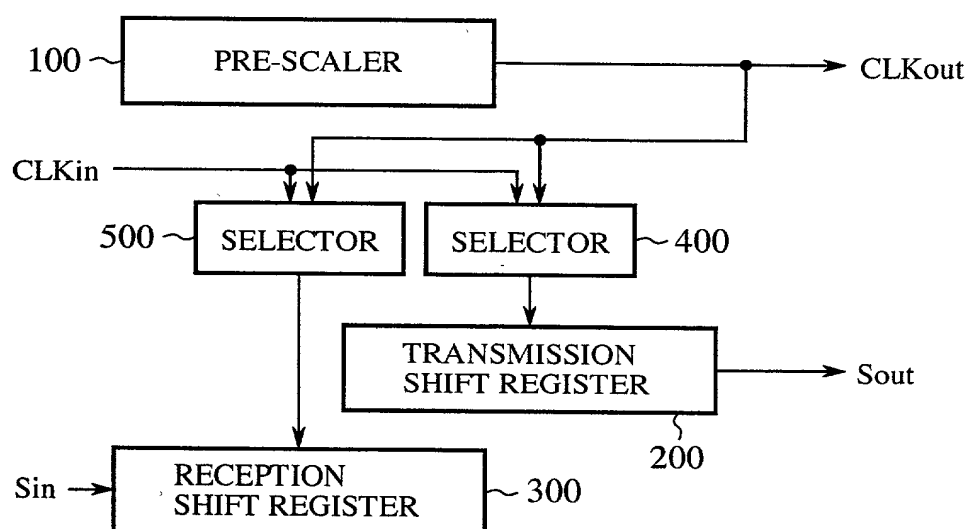 100
PRE-SCALER
CLKout
CLKin
500
SELECTOR
SELECTOR
400
TRANSMISSION
SHIFT REGISTER
Sout
200
Sin
RECEPTION
SHIFT REGISTER
300